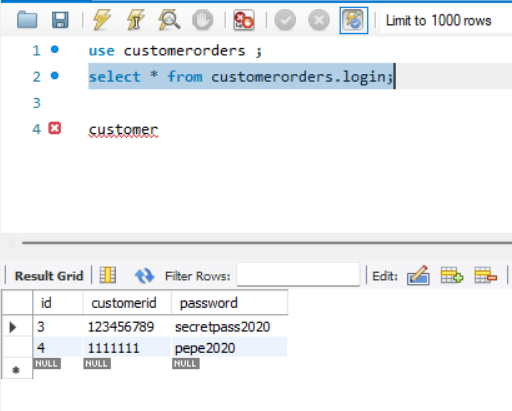 Limit to 1000 rows
1 use customerorders ;
2 select * from customerorders.login;
3
4 customer
Result Grid Filter Rows: Edit:
id customerid password
3 123456789 secretpass2020
4 1111111 pepe2020
NULL NULL NULL